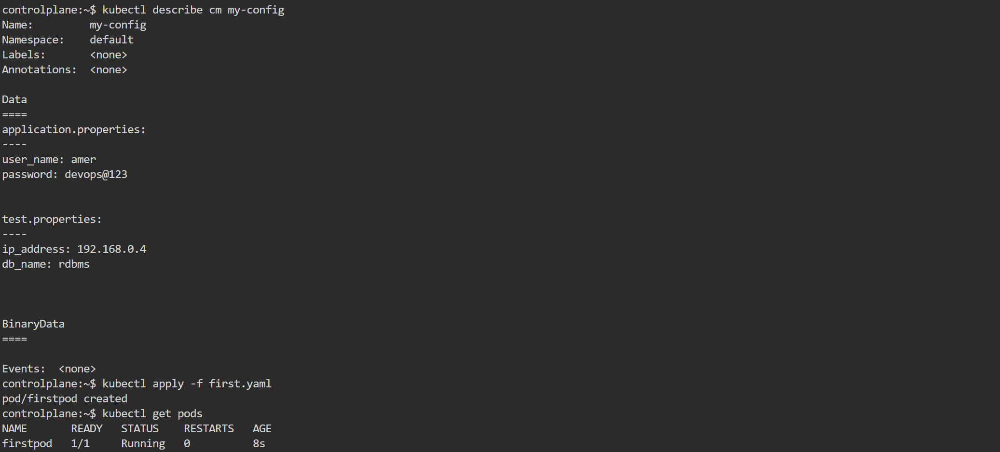 controlplane:~$ kubectl describe cm my-config
Name:         my-config
Namespace:    default
Labels:       <none>
Annotations:  <none>

Data
====
application.properties:
----
user_name: amer
password: devops@123


test.properties:
----
ip_address: 192.168.0.4
db_name: rdbms



BinaryData
====

Events:  <none>
controlplane:~$ kubectl apply -f first.yaml
pod/firstpod created
controlplane:~$ kubectl get pods
NAME       READY   STATUS    RESTARTS   AGE
firstpod   1/1     Running   0          8s